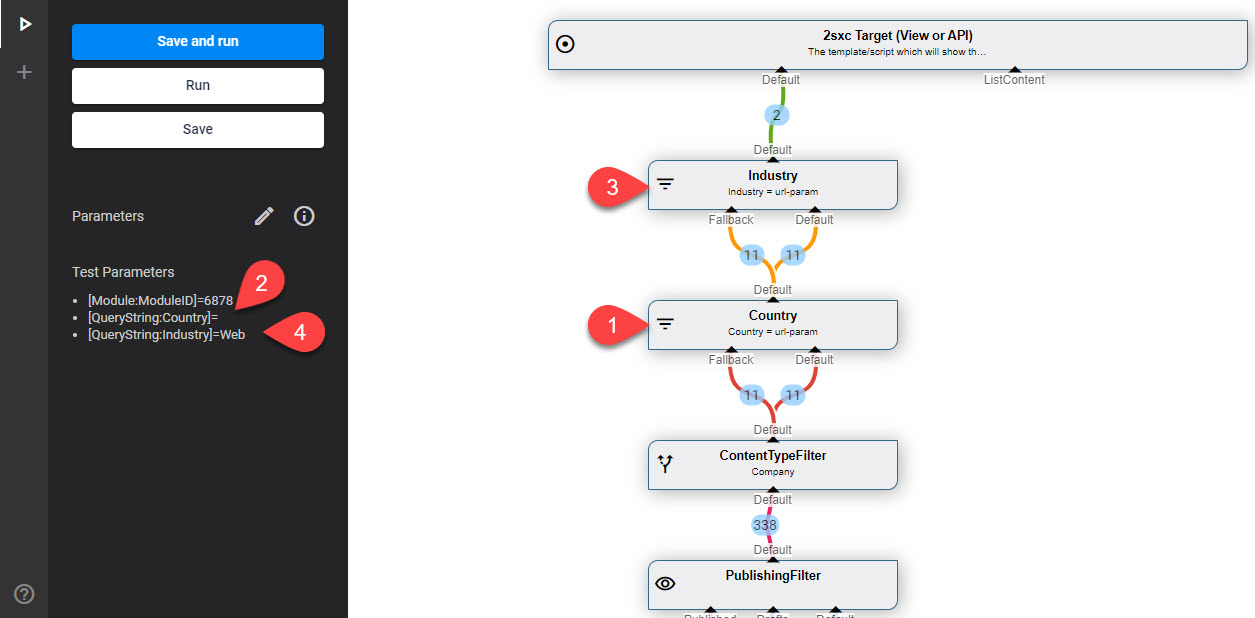 Save and run
Run
Save
Parameters
Test Parameters
[Module:ModuleID]=6878
[QueryString:Country]=
[QueryString:Industry]=Web
2
4
2sxc Target (View or API)
The template/script which will show th...
Default
ListContent
2
Default
3
Industry
Industry = url-param
Fallback
Default
11
11
Default
1
Country
Country = url-param
Fallback
Default
11
11
Default
ContentTypeFilter
Company
Default
338
Default
PublishingFilter
Published
Drafts
Default